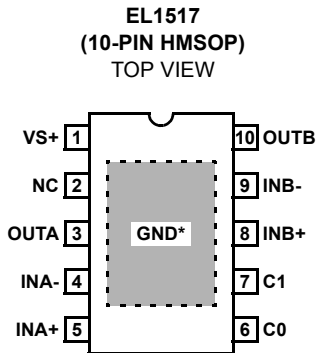 EL1517
(10-PIN HMSOP)
TOP VIEW
VS+ 1 10 OUTB
NC 2 9 INB-
OUTA 3 GND* 8 INB+
INA- 4 7 C1
INA+ 5 6 C0